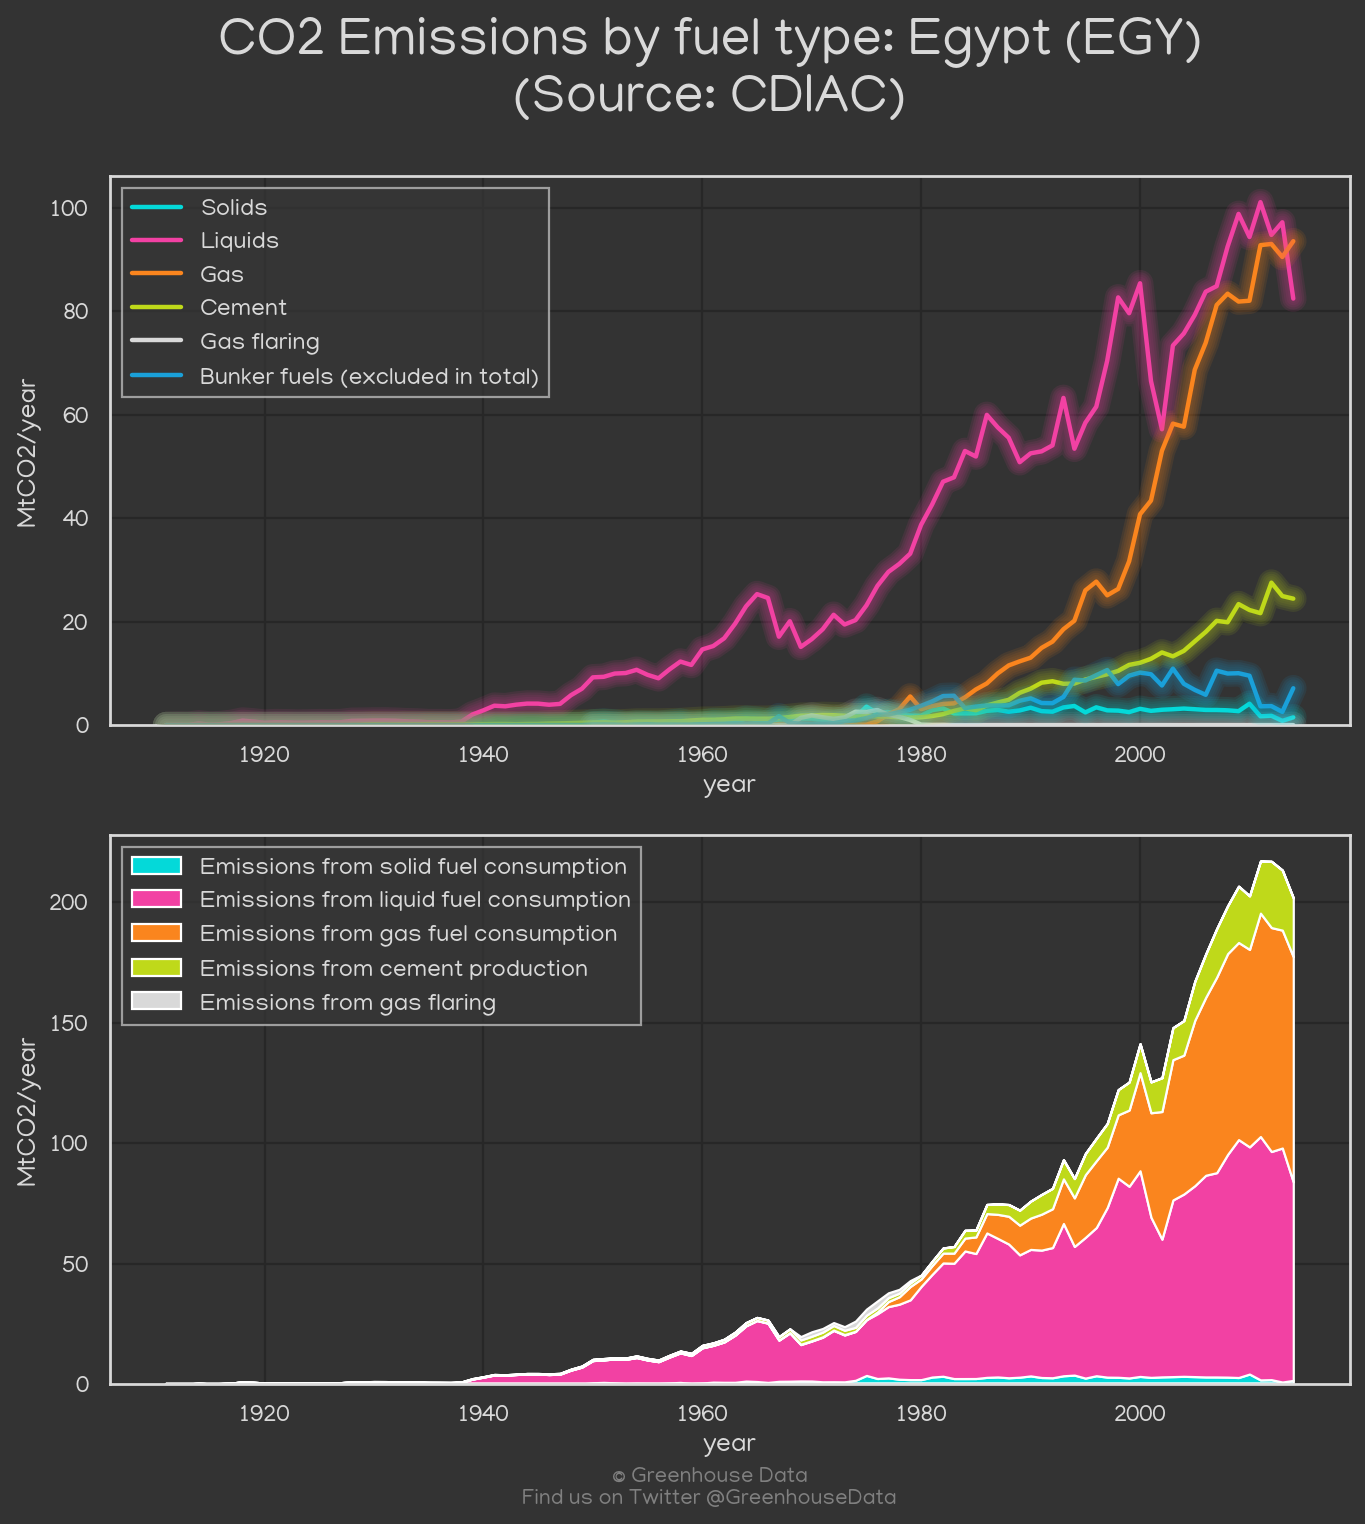 CO2 Emissions by fuel type: Egypt (EGY)
(Source: CDIAC)
MtCO2/year
100
80
60
40
20
0
Solids
Liquids
Gas
Cement
Gas flaring
Bunker fuels (excluded in total)
1920
1940
1960
1980
2000
year
MtCO2/year
200
150
100
50
0
Emissions from solid fuel consumption
Emissions from liquid fuel consumption
Emissions from gas fuel consumption
Emissions from cement production
Emissions from gas flaring
1920
1940
1960
1980
2000
year
© Greenhouse Data
Find us on Twitter @GreenhouseData